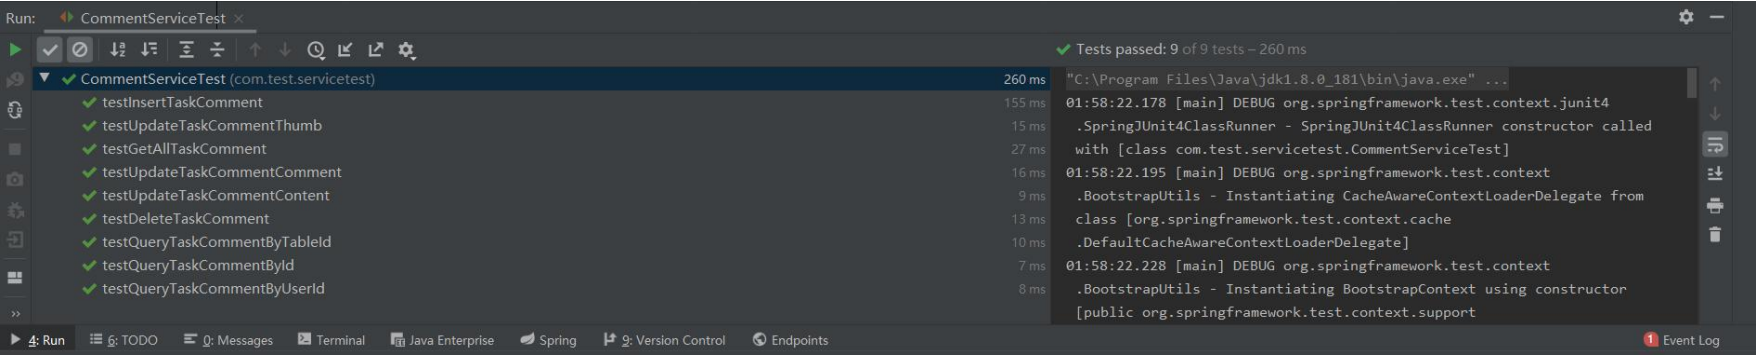 Run: CommentServiceTest
Tests passed: 9 of 9 tests – 260 ms
CommentServiceTest (com.test.servicetest) 260 ms
testInsertTaskComment 155 ms
testUpdateTaskCommentThumb 15 ms
testGetAllTaskComment 27 ms
testUpdateTaskCommentComment 16 ms
testUpdateTaskCommentContent 9 ms
testDeleteTaskComment 13 ms
testQueryTaskCommentByTableId 10 ms
testQueryTaskCommentById 7 ms
testQueryTaskCommentByUserId 8 ms
"C:\Program Files\Java\jdk1.8.0_181\bin\java.exe" ...
01:58:22.178 [main] DEBUG org.springframework.test.context.junit4
.SpringJUnit4ClassRunner - SpringJUnit4ClassRunner constructor called
with [class com.test.servicetest.CommentServiceTest]
01:58:22.195 [main] DEBUG org.springframework.test.context
.BootstrapUtils - Instantiating CacheAwareContextLoaderDelegate from
class [org.springframework.test.context.cache
.DefaultCacheAwareContextLoaderDelegate]
01:58:22.228 [main] DEBUG org.springframework.test.context
.BootstrapUtils - Instantiating BootstrapContext using constructor
[public org.springframework.test.context.support
4: Run 6: TODO 0: Messages Terminal Java Enterprise Spring 9: Version Control Endpoints 1 Event Log